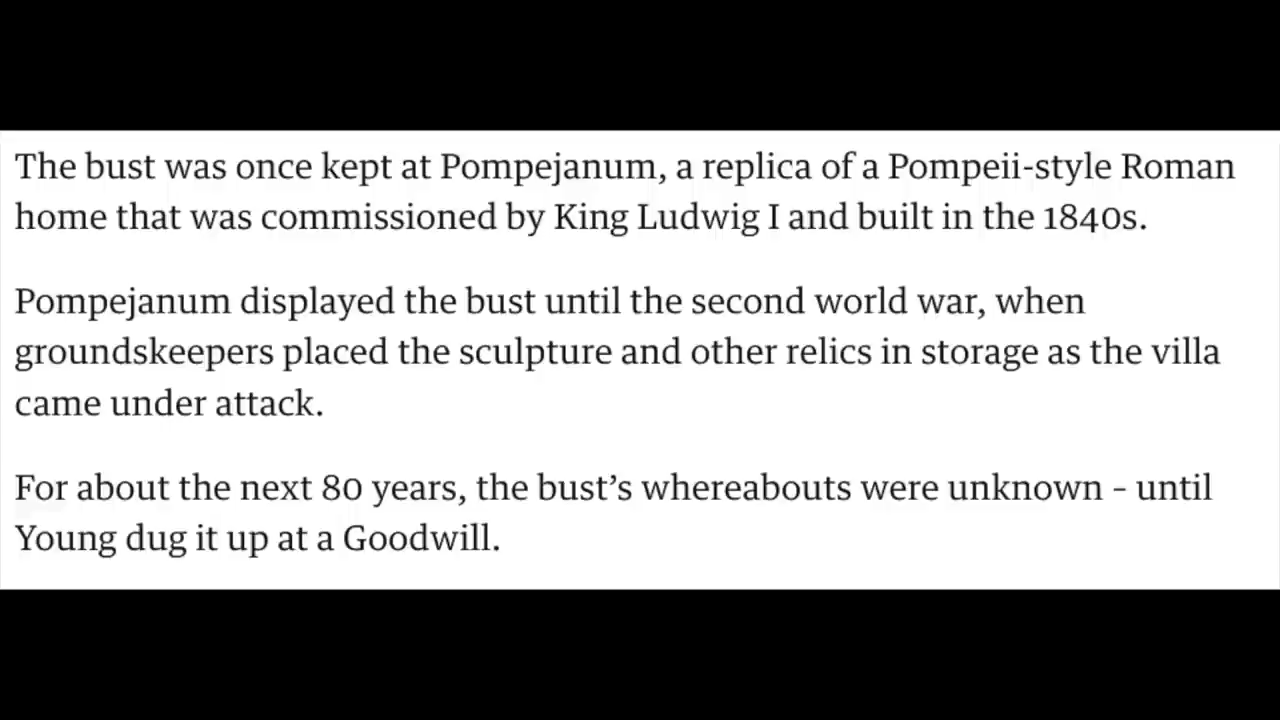 The bust was once kept at Pompejanum, a replica of a Pompeii-style Roman
home that was commissioned by King Ludwig I and built in the 1840s.
Pompejanum displayed the bust until the second world war, when
groundskeepers placed the sculpture and other relics in storage as the villa
came under attack.
For about the next 80 years, the bust’s whereabouts were unknown – until
Young dug it up at a Goodwill.